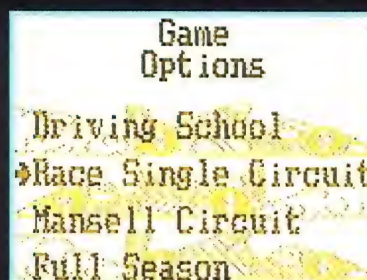 Game
Options
Driving School
Race Single Circuit
Mansell Circuit
Full Season